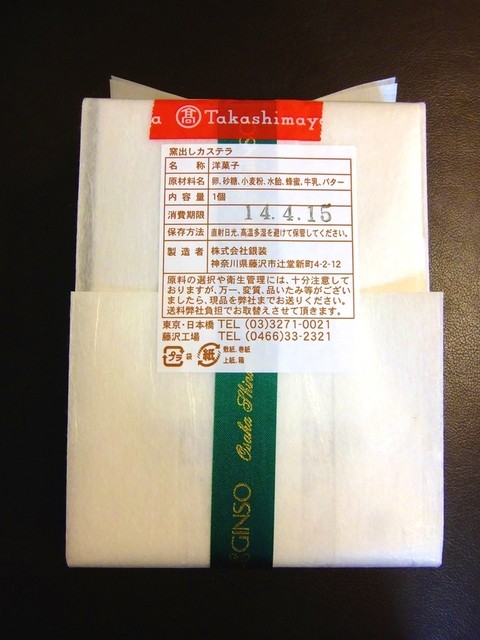 a 髙 Takashimaya
窯出しカステラ
名 称 洋菓子
原材料名 卵、砂糖、小麦粉、水飴、蜂蜜、牛乳、バター
内 容 量 1個
消費期限 14.4.15
保存方法 直射日光、高温多湿を避けて保管してください。
製 造 者 株式会社銀装
神奈川県藤沢市辻堂新町4-2-12
原料の選択や衛生管理には、十分注意して
おりますが、万一、変質、品いたみ等がござい
ましたら、現品を弊社までお送りください。
送料弊社負担でお取替えさせて頂きます。
東京・日本橋 TEL (03)3271-0021
藤沢工場 TEL (0466)33-2321
プラ 袋 紙 敷紙、巻紙
上紙、箱
Osaka Shins
GINSO